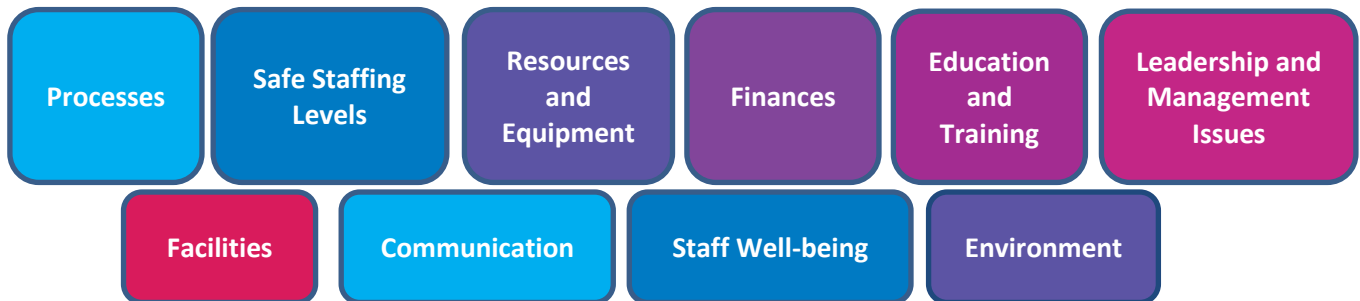 Processes
Safe Staffing
Levels
Resources
and
Equipment
Finances
Education
and
Training
Leadership and
Management
Issues
Facilities
Communication
Staff Well-being
Environment